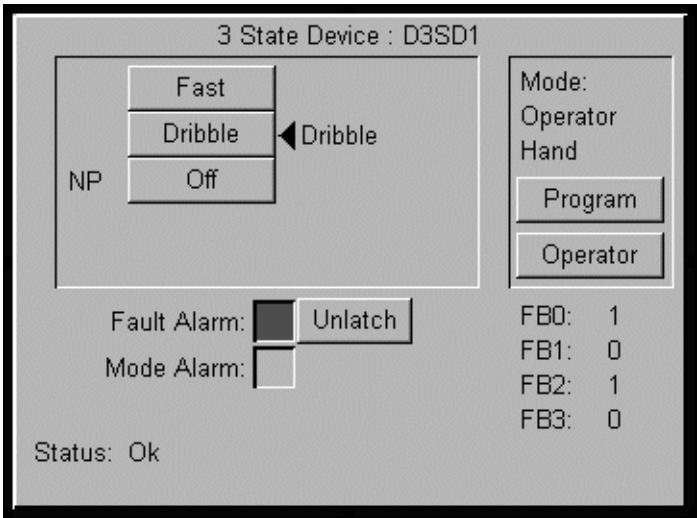 3 State Device : D3SD1
Fast
Dribble
Dribble
NP
Off
Mode:
Operator
Hand
Program
Operator
Fault Alarm:
Unlatch
Mode Alarm:
FB0: 1
FB1: 0
FB2: 1
FB3: 0
Status: Ok